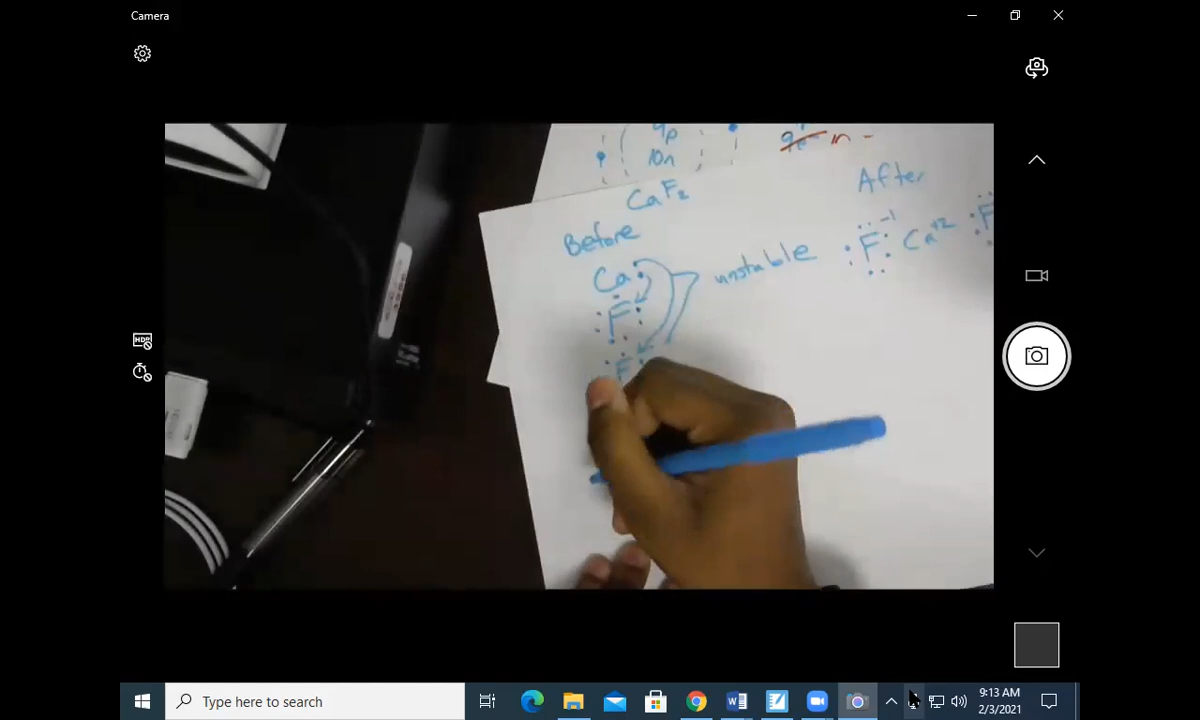 Camera
9p
10n
CaF2
After
Before
Ca
unstable
F -1 Ca+2 F
F
F
Type here to search
9:13 AM
2/3/2021